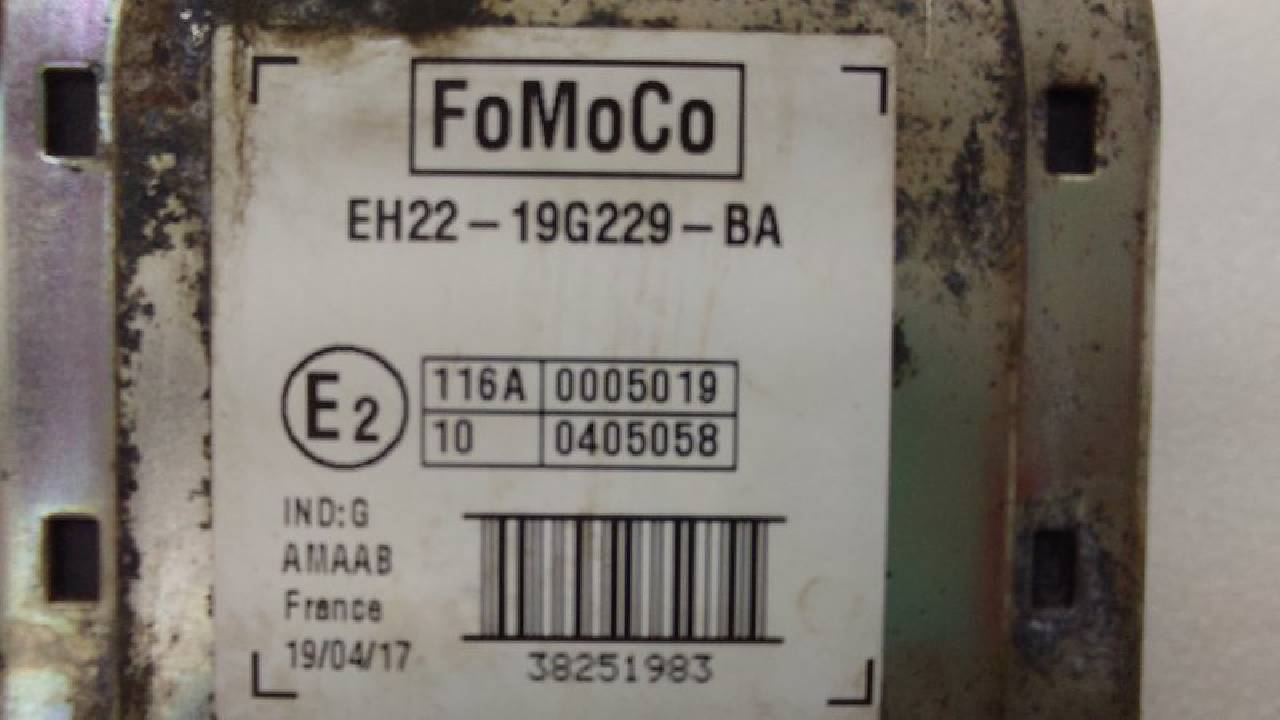 FoMoCo
EH22-19G229-BA
E2
116A 0005019
10 0405058
IND:G
AMAAB
France
19/04/17
38251983